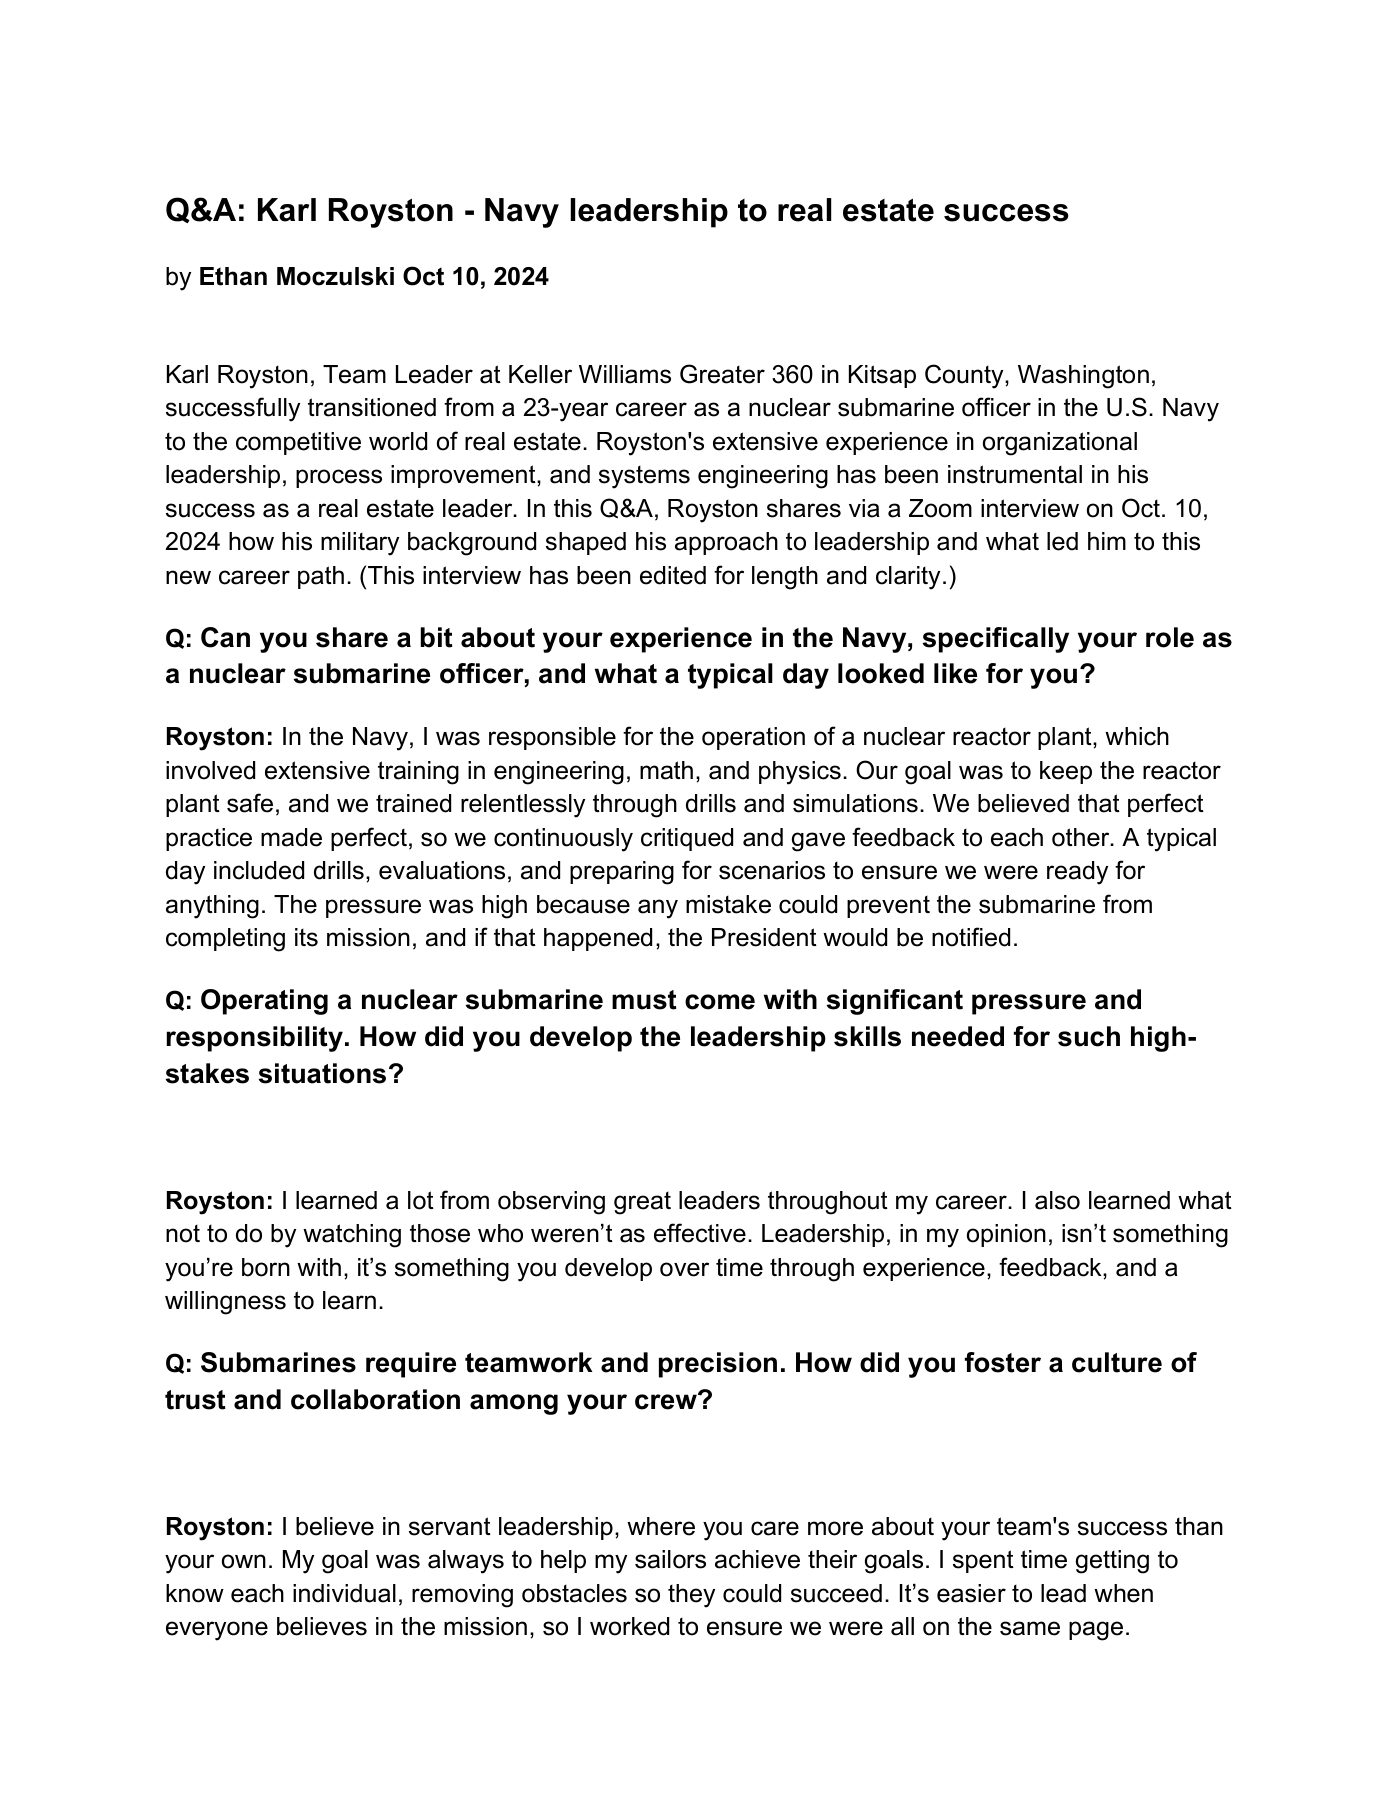 Q&A: Karl Royston - Navy leadership to real estate success
by Ethan Moczulski Oct 10, 2024
Karl Royston, Team Leader at Keller Williams Greater 360 in Kitsap County, Washington,
successfully transitioned from a 23-year career as a nuclear submarine officer in the U.S. Navy
to the competitive world of real estate. Royston's extensive experience in organizational
leadership, process improvement, and systems engineering has been instrumental in his
success as a real estate leader. In this Q&A, Royston shares via a Zoom interview on Oct. 10,
2024 how his military background shaped his approach to leadership and what led him to this
new career path. (This interview has been edited for length and clarity.)
Q: Can you share a bit about your experience in the Navy, specifically your role as
a nuclear submarine officer, and what a typical day looked like for you?
Royston: In the Navy, I was responsible for the operation of a nuclear reactor plant, which
involved extensive training in engineering, math, and physics. Our goal was to keep the reactor
plant safe, and we trained relentlessly through drills and simulations. We believed that perfect
practice made perfect, so we continuously critiqued and gave feedback to each other. A typical
day included drills, evaluations, and preparing for scenarios to ensure we were ready for
anything. The pressure was high because any mistake could prevent the submarine from
completing its mission, and if that happened, the President would be notified.
Q: Operating a nuclear submarine must come with significant pressure and
responsibility. How did you develop the leadership skills needed for such high-
stakes situations?
Royston: I learned a lot from observing great leaders throughout my career. I also learned what
not to do by watching those who weren’t as effective. Leadership, in my opinion, isn’t something
you’re born with, it’s something you develop over time through experience, feedback, and a
willingness to learn.
Q: Submarines require teamwork and precision. How did you foster a culture of
trust and collaboration among your crew?
Royston: I believe in servant leadership, where you care more about your team's success than
your own. My goal was always to help my sailors achieve their goals. I spent time getting to
know each individual, removing obstacles so they could succeed. It’s easier to lead when
everyone believes in the mission, so I worked to ensure we were all on the same page.